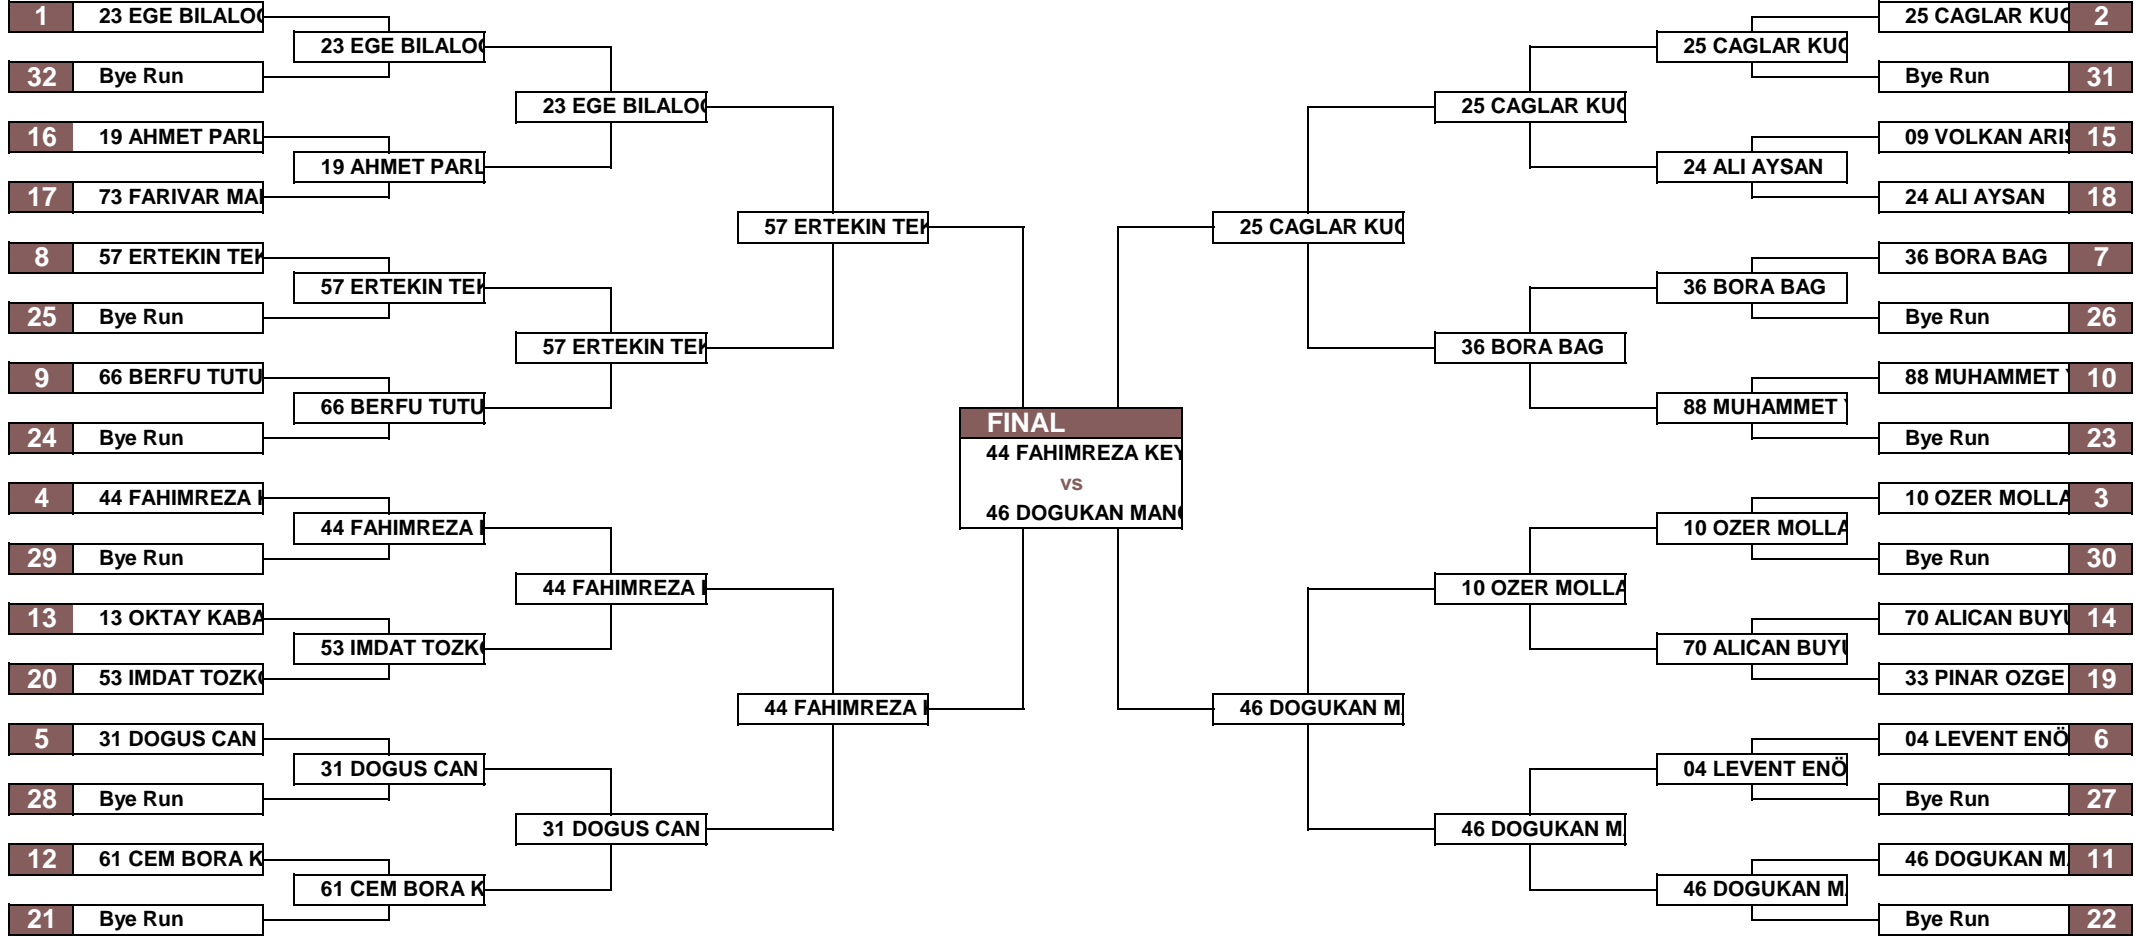 1 23 EGE BILALO
23 EGE BILALO
32 Bye Run
23 EGE BILALO
16 19 AHMET PARL
19 AHMET PARL
17 73 FARIVAR MA
57 ERTEKIN TE
8 57 ERTEKIN TE
57 ERTEKIN TE
25 Bye Run
57 ERTEKIN TE
9 66 BERFU TUTU
66 BERFU TUTU
24 Bye Run
4 44 FAHIMREZA
44 FAHIMREZA
29 Bye Run
44 FAHIMREZA
13 13 OKTAY KABA
53 IMDAT TOZK
20 53 IMDAT TOZK
44 FAHIMREZA
5 31 DOGUS CAN
31 DOGUS CAN
28 Bye Run
31 DOGUS CAN
12 61 CEM BORA K
61 CEM BORA K
21 Bye Run
FINAL
44 FAHIMREZA KEY
vs
46 DOGUKAN MAN
25 CAGLAR KU 2
25 CAGLAR KU
Bye Run 31
25 CAGLAR KU
09 VOLKAN ARI 15
24 ALI AYSAN
24 ALI AYSAN 18
25 CAGLAR KU
36 BORA BAG 7
36 BORA BAG
Bye Run 26
36 BORA BAG
88 MUHAMMET 10
88 MUHAMMET
Bye Run 23
10 OZER MOLLA 3
10 OZER MOLLA
Bye Run 30
10 OZER MOLLA
70 ALICAN BUY 14
70 ALICAN BUY
33 PINAR OZGE 19
46 DOGUKAN M
04 LEVENT ENÖ 6
04 LEVENT ENÖ
Bye Run 27
46 DOGUKAN M
46 DOGUKAN M 11
46 DOGUKAN M
Bye Run 22